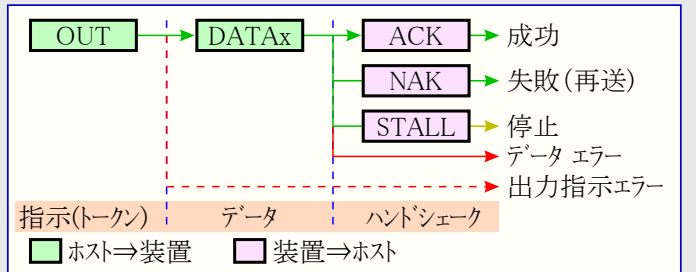 OUT DATAx ACK 成功
NAK 失敗(再送)
STALL 停止
データ エラー
出力指示エラー
指示(トークン) データ ハンドシェーク
ホスト⇒装置 装置⇒ホスト